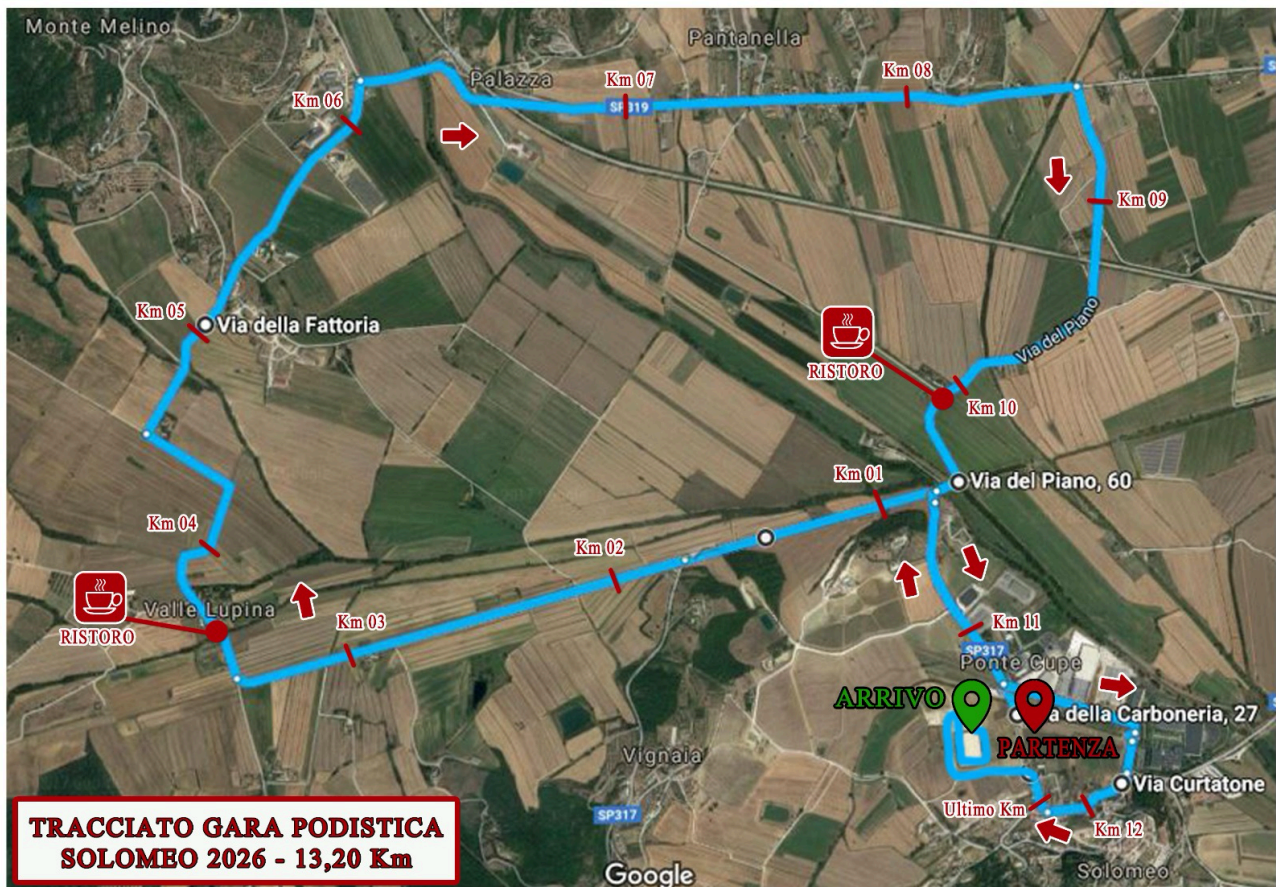 Monte Melino
Pantanella
Palazza
Km 06
Km 07
SP319
Km 08
Km 09
Km 05
Via della Fattoria
Via del Piano
RISTORO
Km 10
Via del Piano, 60
Km 01
Km 04
Km 02
Valle Lupina
RISTORO
Km 03
Km 11
SP317
Ponte Cupe
ARRIVO
a della Carboneria, 27
PARTENZA
Vignaia
Via Curtatone
Ultimo Km
Km 12
SP317
Solomeo
TRACCIATO GARA PODISTICA
SOLOMEO 2026 - 13,20 Km
Google